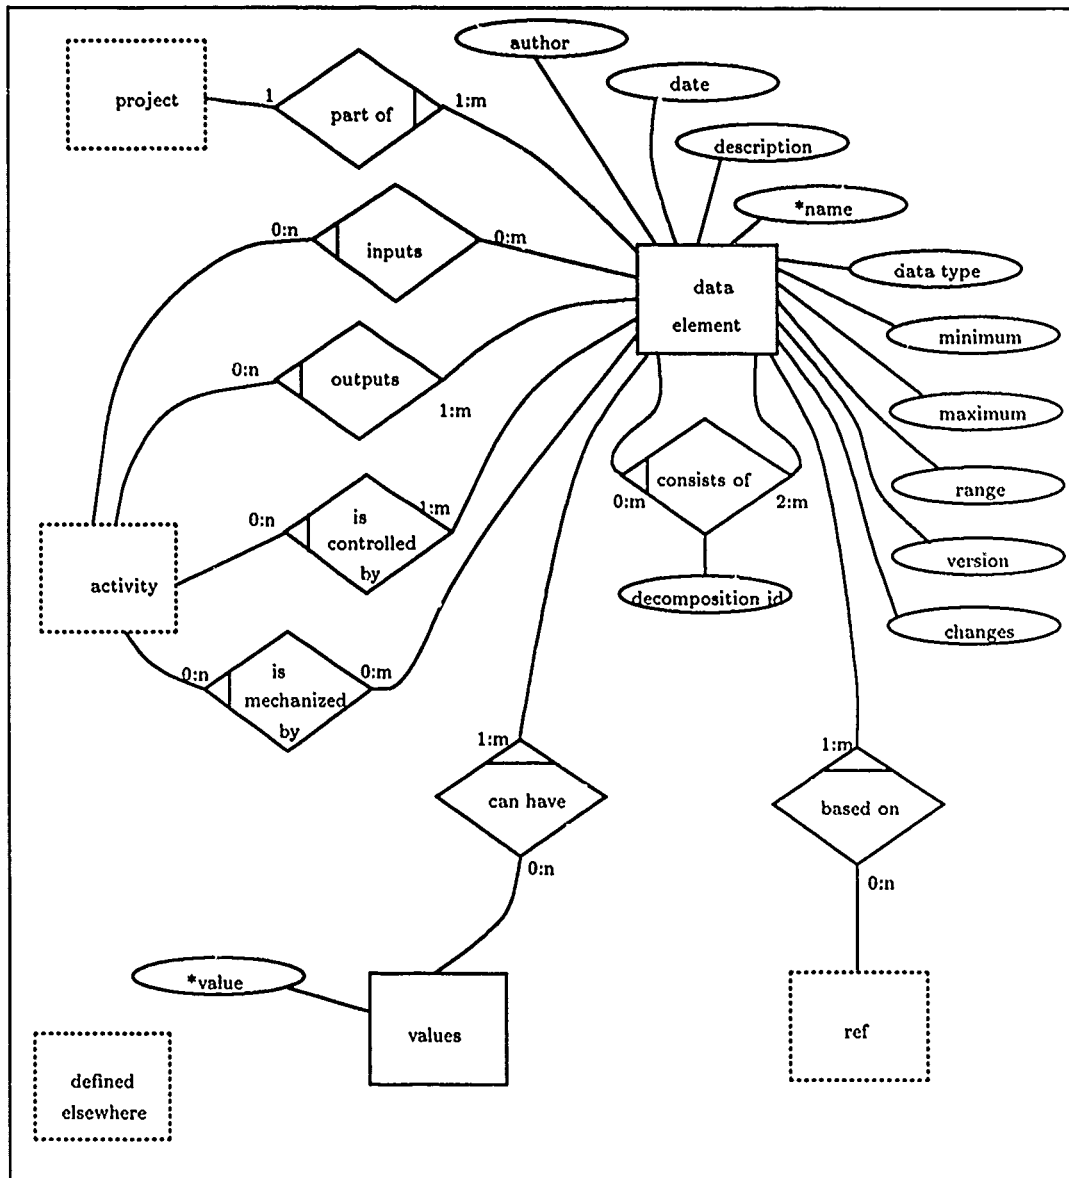 author
date
project
1
part of
1:m
description
*name
0:n
inputs
0:m
data
element
data type
minimum
0:n
outputs
1:m
maximum
consists of
0:m
2:m
range
0:n
is
controlled
by
1:m
version
activity
decomposition id
changes
0:n
is
mechanized
by
0:m
1:m
can have
0:n
1:m
based on
0:n
*value
values
ref
defined
elsewhere